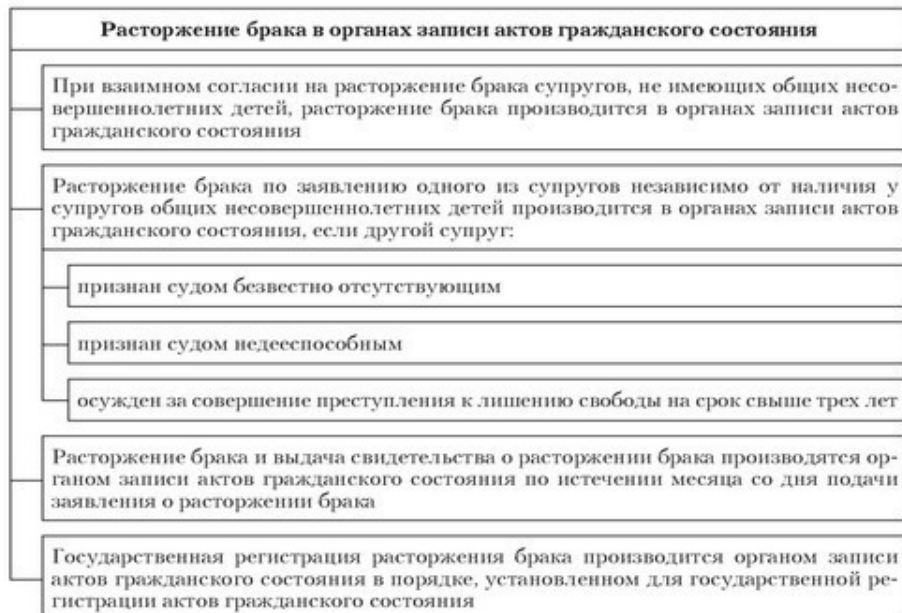 Расторжение брака в органах записи актов гражданского состояния
При взаимном согласии на расторжение брака супругов, не имеющих общих несо-
вершеннолетних детей, расторжение брака производится в органах записи актов
гражданского состояния
Расторжение брака по заявлению одного из супругов независимо от наличия у
супругов общих несовершеннолетних детей производится в органах записи актов
гражданского состояния, если другой супруг:
признан судом безвестно отсутствующим
признан судом недееспособным
осужден за совершение преступления к лишению свободы на срок свыше трех лет
Расторжение брака и выдача свидетельства о расторжении брака производятся ор-
ганом записи актов гражданского состояния по истечении месяца со дня подачи
заявления о расторжении брака
Государственная регистрация расторжения брака производится органом записи
актов гражданского состояния в порядке, установленном для государственной ре-
гистрации актов гражданского состояния